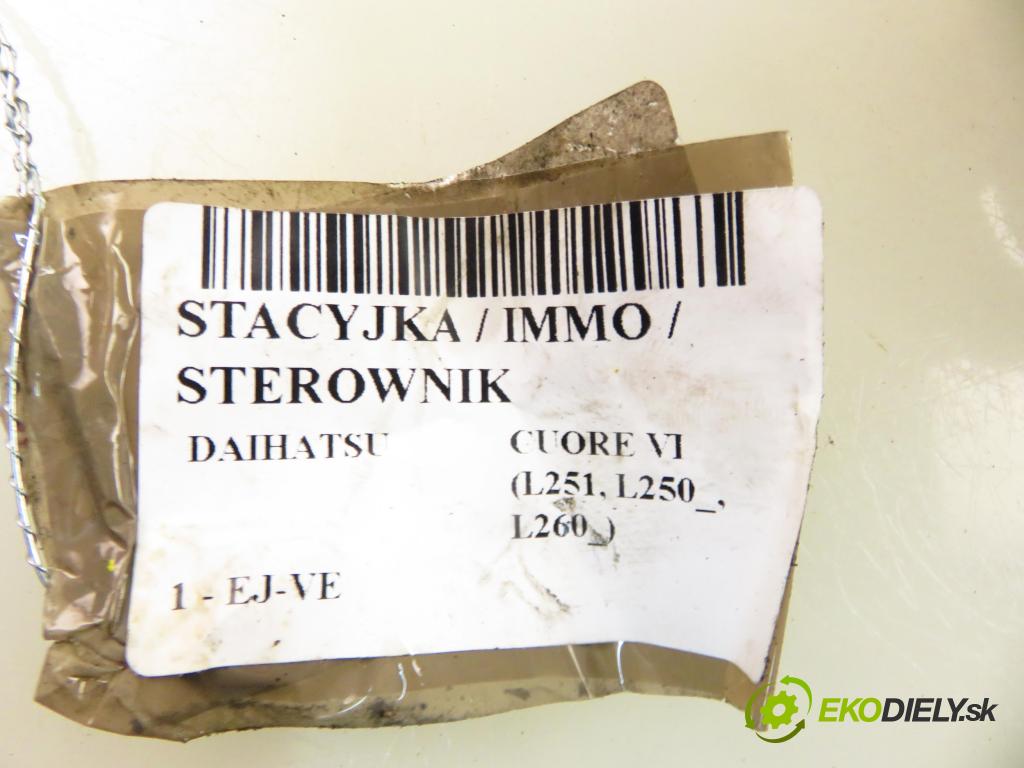 STACYJKA / IMMO /
STEROWNIK
DAIHATSU CUORE VI
(L251, L250_,
L260_)
1 - EJ-VE
EKODIELY.sk